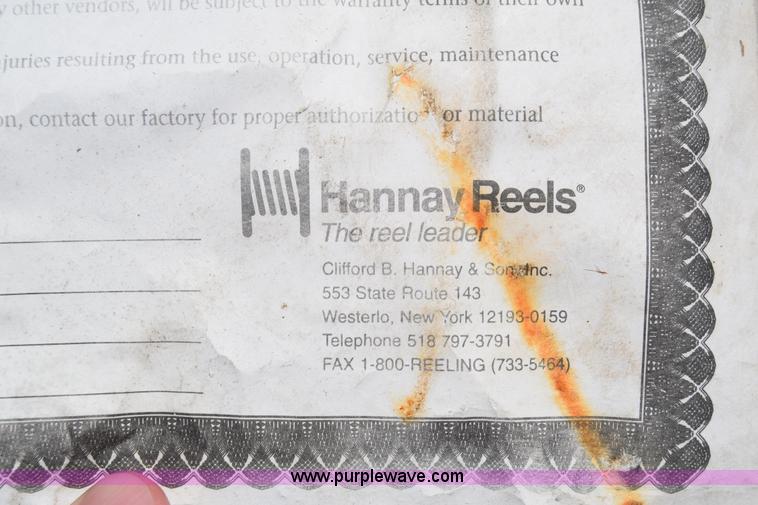 other vendors, will be subject to the warranty terms of their own
juries resulting from the use, operation, service, maintenance
on, contact our factory for proper authorizatio or material
Hannay Reels®
The reel leader
Clifford B. Hannay & Son, Inc.
553 State Route 143
Westerlo, New York 12193-0159
Telephone 518 797-3791
FAX 1-800-REELING (733-5464)
www.purplewave.com